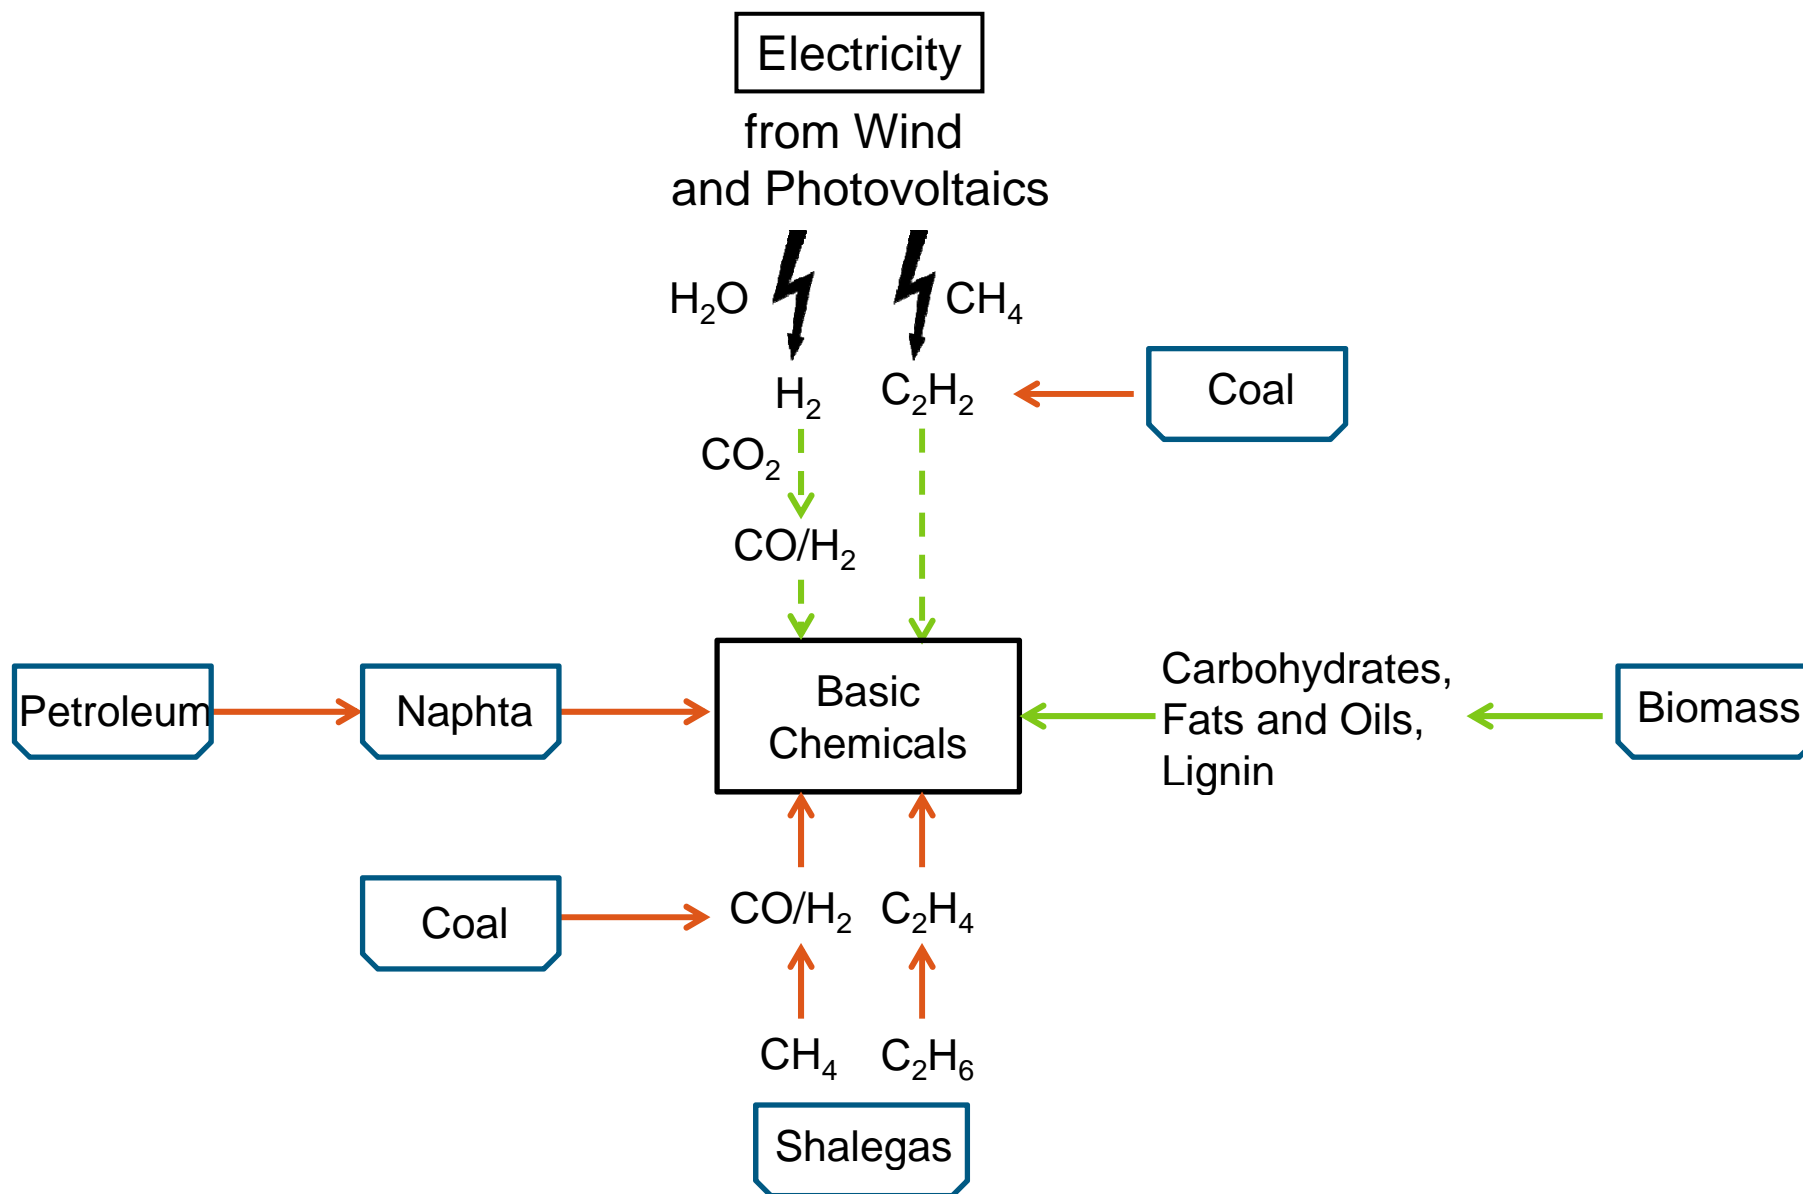 Electricity
from Wind
and Photovoltaics
H₂O
CH₄
H₂
C₂H₂
Coal
CO₂
CO/H₂
Petroleum
Naphta
Basic
Chemicals
Carbohydrates,
Fats and Oils,
Lignin
Biomass
Coal
CO/H₂
C₂H₄
CH₄
C₂H₆
Shalegas